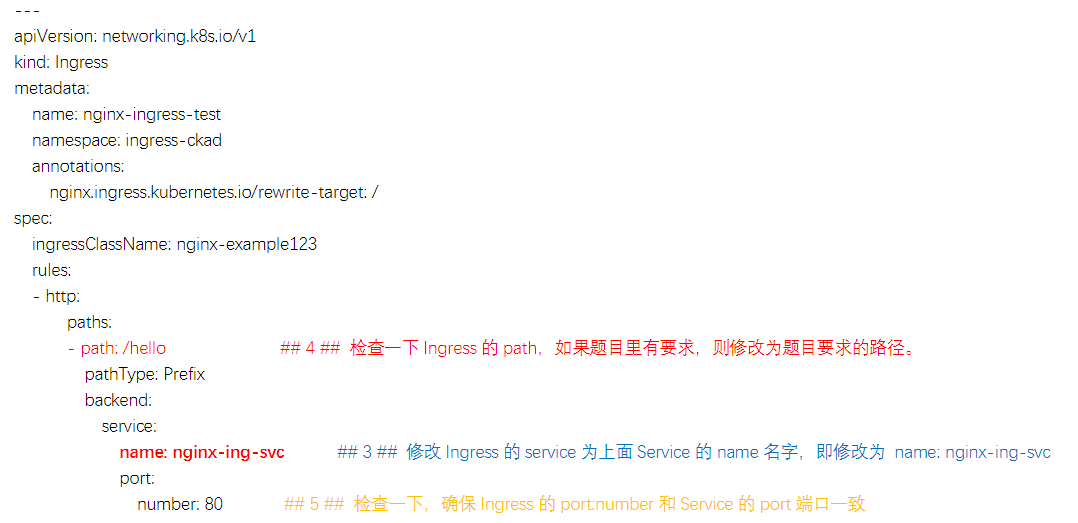 ---
apiVersion: networking.k8s.io/v1
kind: Ingress
metadata:
name: nginx-ingress-test
namespace: ingress-ckad
annotations:
nginx.ingress.kubernetes.io/rewrite-target: /
spec:
ingressClassName: nginx-example123
rules:
- http:
paths:
- path: /hello ## 4 ## 检查一下 Ingress 的 path，如果题目里有要求，则修改为题目要求的路径。
pathType: Prefix
backend:
service:
name: nginx-ing-svc ## 3 ## 修改 Ingress 的 service 为上面 Service 的 name 名字，即修改为 name: nginx-ing-svc
port:
number: 80 ## 5 ## 检查一下，确保 Ingress 的 port:number 和 Service 的 port 端口一致